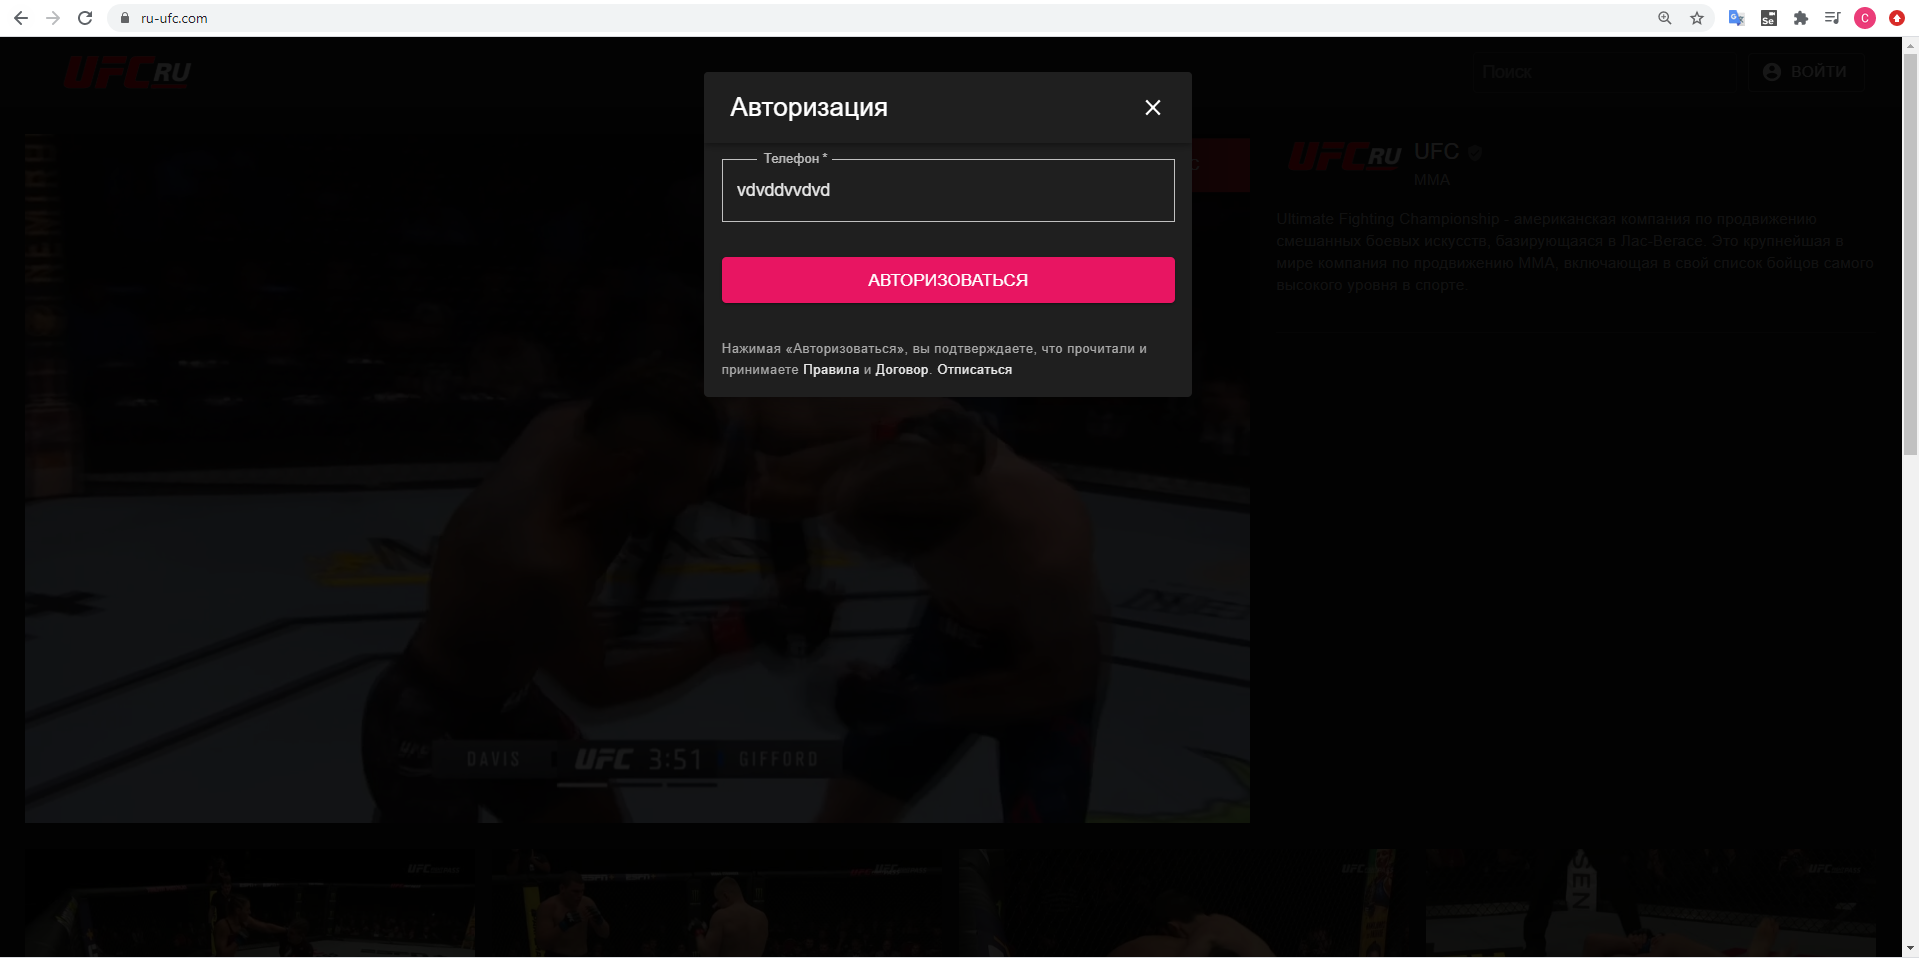 ru-ufc.com
UFC RU
Поиск
ВОЙТИ
Авторизация
Телефон *
vdvddvvdvd
АВТОРИЗОВАТЬСЯ
Нажимая «Авторизоваться», вы подтверждаете, что прочитали и
принимаете Правила и Договор. Отписаться
С
UFC RU
UFC
MMA
Ultimate Fighting Championship - американская компания по продвижению
смешанных боевых искусств, базирующаяся в Лас-Вегасе. Это крупнейшая в
мире компания по продвижению ММА, включающая в свой список бойцов самого
высокого уровня в спорте.
DAVIS UFC 3:51 GIFFORD